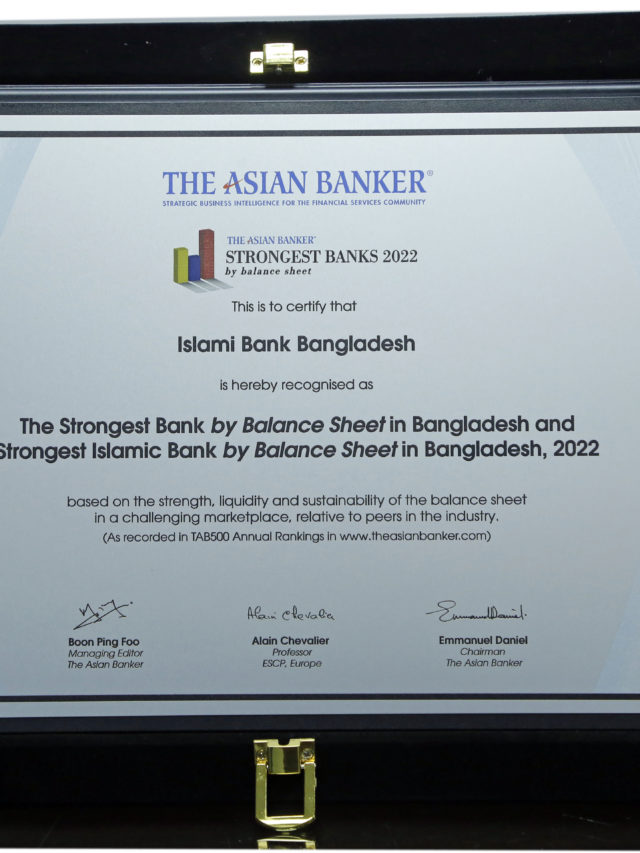 THE ASIAN BANKER®
STRATEGIC BUSINESS INTELLIGENCE FOR THE FINANCIAL SERVICES COMMUNITY
THE ASIAN BANKER
STRONGEST BANKS 2022
by balance sheet
This is to certify that
Islami Bank Bangladesh
is hereby recognised as
The Strongest Bank by Balance Sheet in Bangladesh and
Strongest Islamic Bank by Balance Sheet in Bangladesh, 2022
based on the strength, liquidity and sustainability of the balance sheet
in a challenging marketplace, relative to peers in the industry.
(As recorded in TAB500 Annual Rankings in www.theasianbanker.com)
Alain Chevalier
Emmanuel Daniel
Boon Ping Foo Alain Chevalier Emmanuel Daniel
Managing Editor Professor Chairman
The Asian Banker ESCP, Europe The Asian Banker